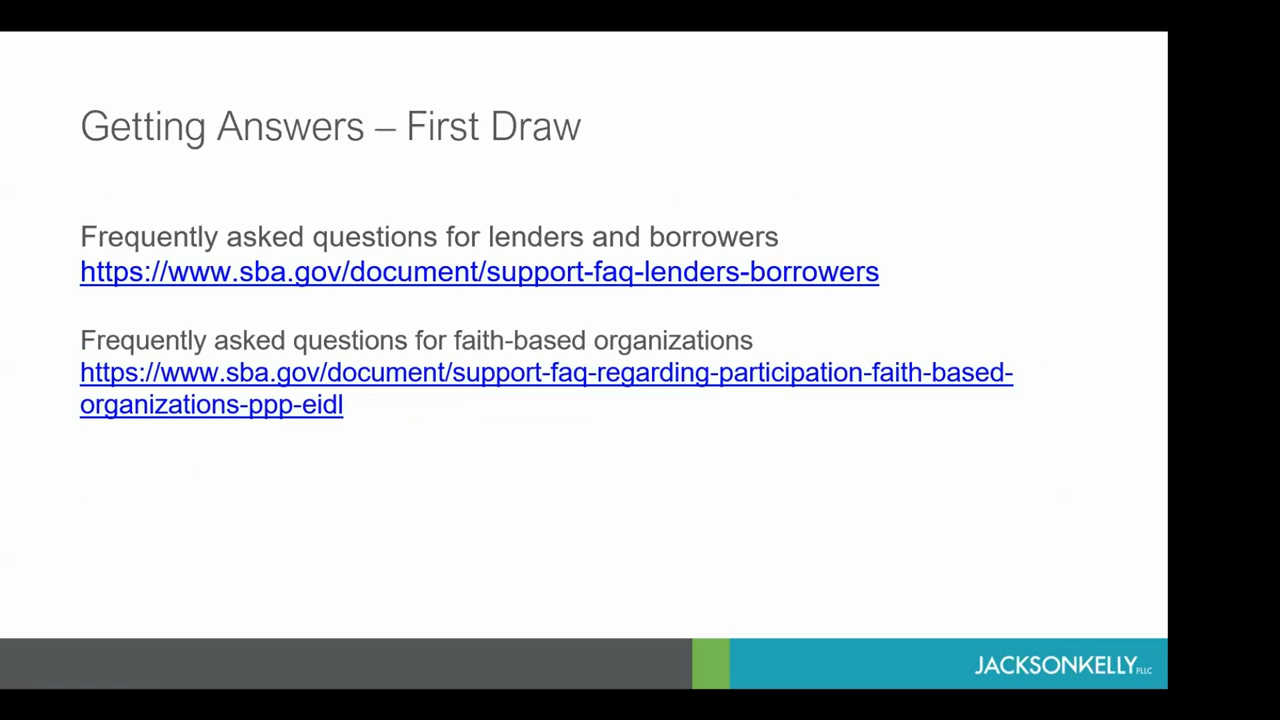 Getting Answers – First Draw
Frequently asked questions for lenders and borrowers
https://www.sba.gov/document/support-faq-lenders-borrowers
Frequently asked questions for faith-based organizations
https://www.sba.gov/document/support-faq-regarding-participation-faith-based-
organizations-ppp-eidl
JACKSONKELLY PLLC